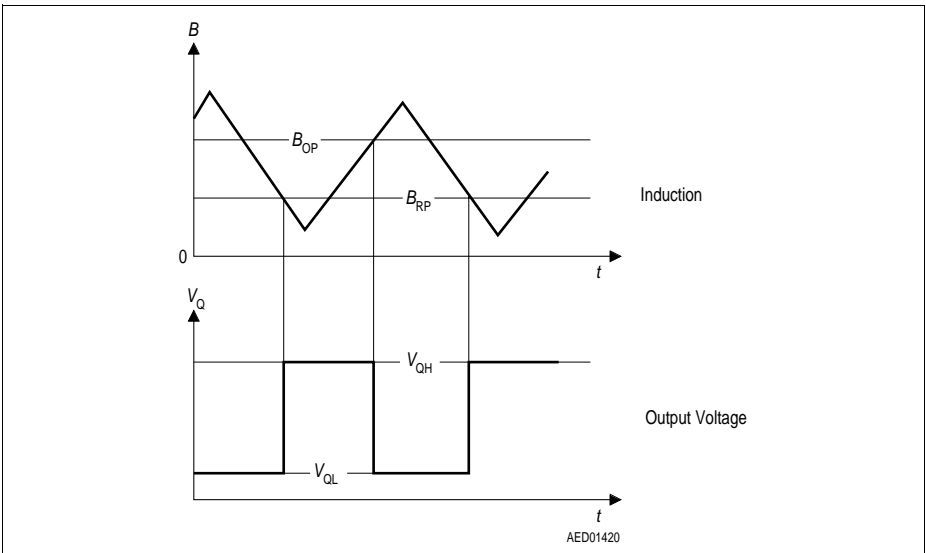 B
B_OP
B_RP
Induction
0
t
V_Q
V_QH
Output Voltage
V_QL
t
AED01420